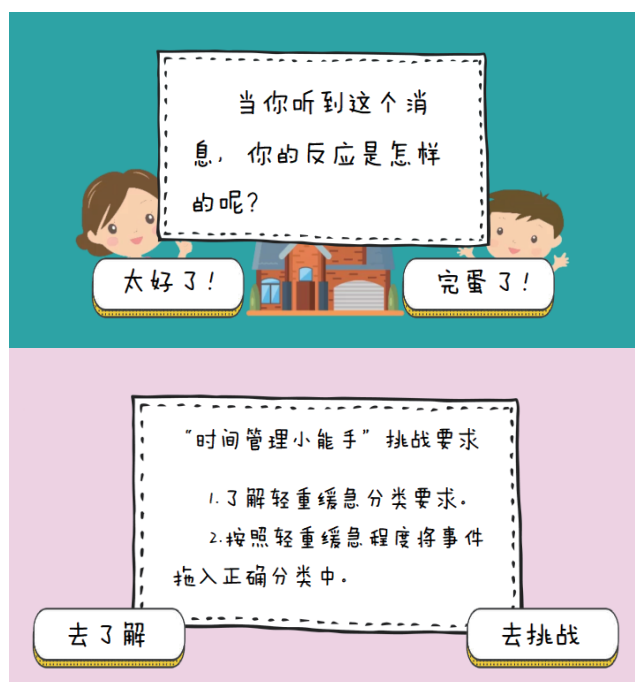 当你听到这个消
息，你的反应是怎样
的呢？
太好了！
完蛋了！
“时间管理小能手”挑战要求
1.了解轻重缓急分类要求。
2.按照轻重缓急程度将事件
拖入正确分类中。
去了解
去挑战